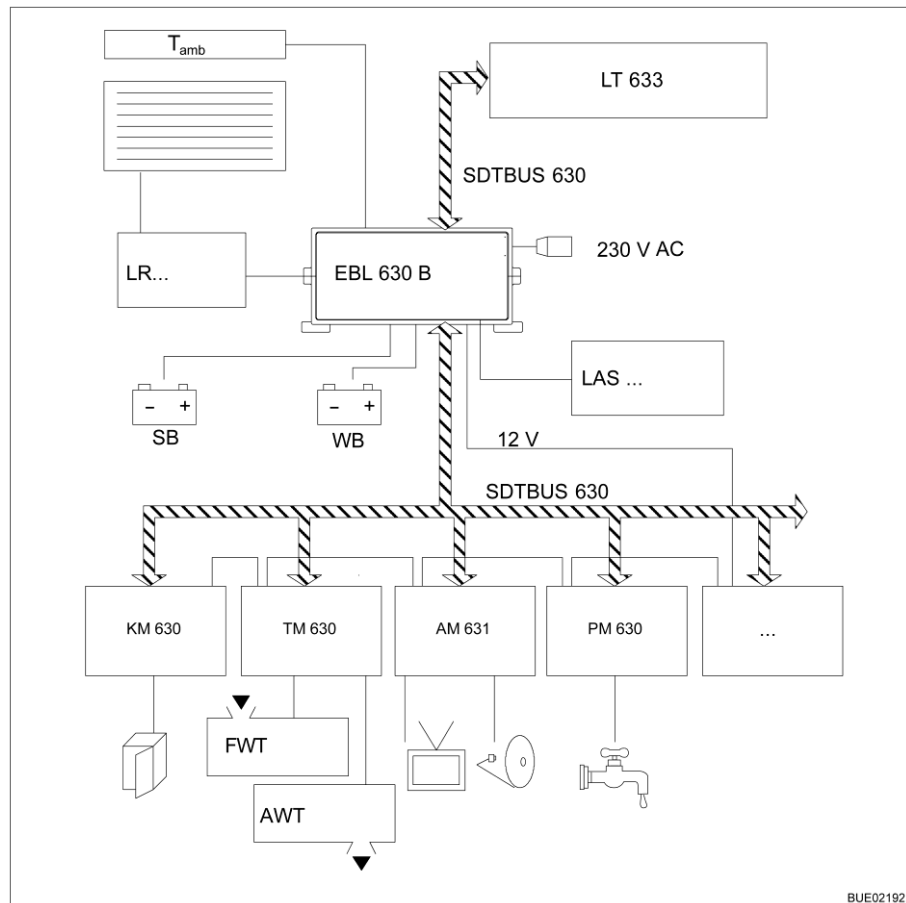 Tamb
LT 633
SDTBUS 630
230 V AC
LR...
EBL 630 B
LAS ...
- +
- +
SB
WB
12 V
SDTBUS 630
KM 630
TM 630
AM 631
PM 630
...
FWT
AWT
BUE02192